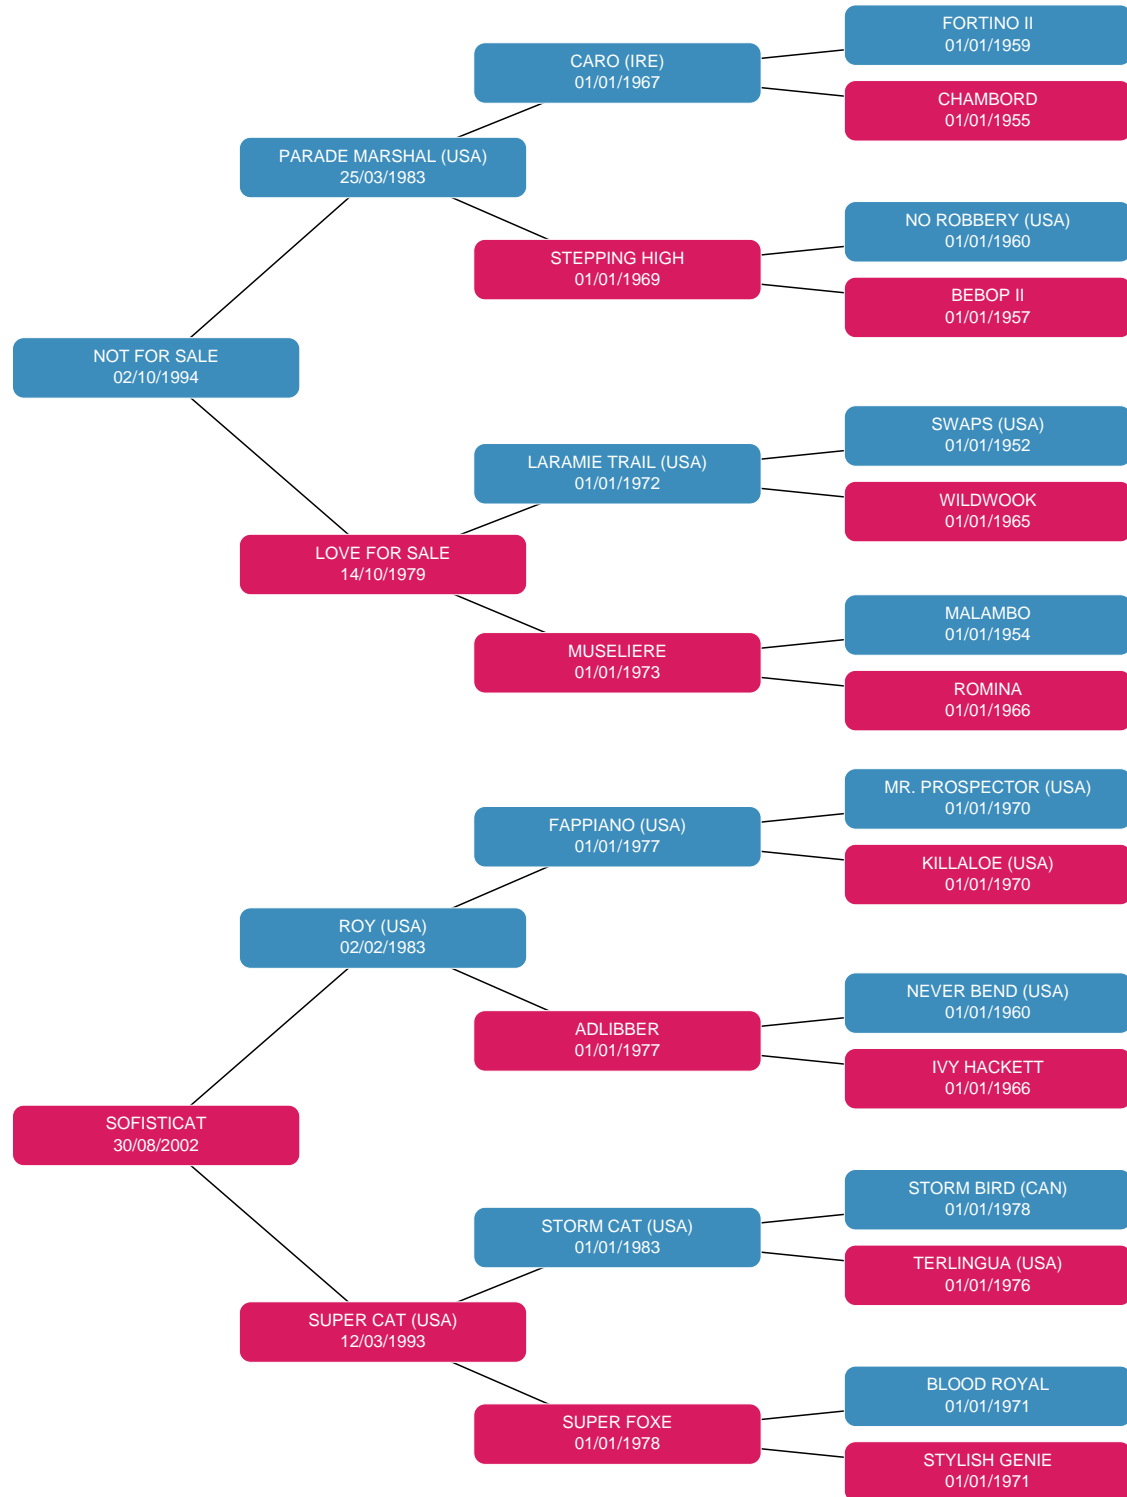 FORTINO II
01/01/1959
CARO (IRE)
01/01/1967
CHAMBORD
01/01/1955
PARADE MARSHAL (USA)
25/03/1983
NO ROBBERY (USA)
01/01/1960
STEPPING HIGH
01/01/1969
BEBOP II
01/01/1957
NOT FOR SALE
02/10/1994
SWAPS (USA)
01/01/1952
LARAMIE TRAIL (USA)
01/01/1972
WILDWOOK
01/01/1965
LOVE FOR SALE
14/10/1979
MALAMBO
01/01/1954
MUSELIERE
01/01/1973
ROMINA
01/01/1966
MR. PROSPECTOR (USA)
01/01/1970
FAPPIANO (USA)
01/01/1977
KILLALOE (USA)
01/01/1970
ROY (USA)
02/02/1983
NEVER BEND (USA)
01/01/1960
ADLIBBER
01/01/1977
IVY HACKETT
01/01/1966
SOFISTICAT
30/08/2002
STORM BIRD (CAN)
01/01/1978
STORM CAT (USA)
01/01/1983
TERLINGUA (USA)
01/01/1976
SUPER CAT (USA)
12/03/1993
BLOOD ROYAL
01/01/1971
SUPER FOXE
01/01/1978
STYLISH GENIE
01/01/1971